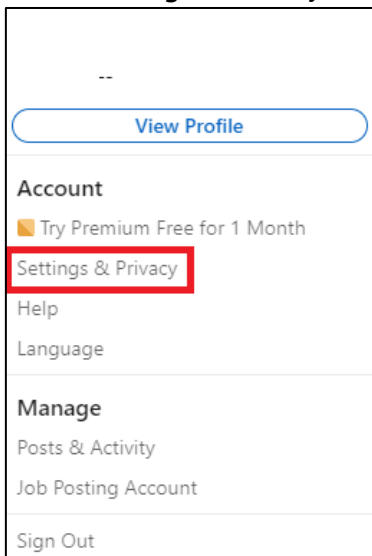 --
View Profile
Account
Try Premium Free for 1 Month
Settings & Privacy
Help
Language
Manage
Posts & Activity
Job Posting Account
Sign Out